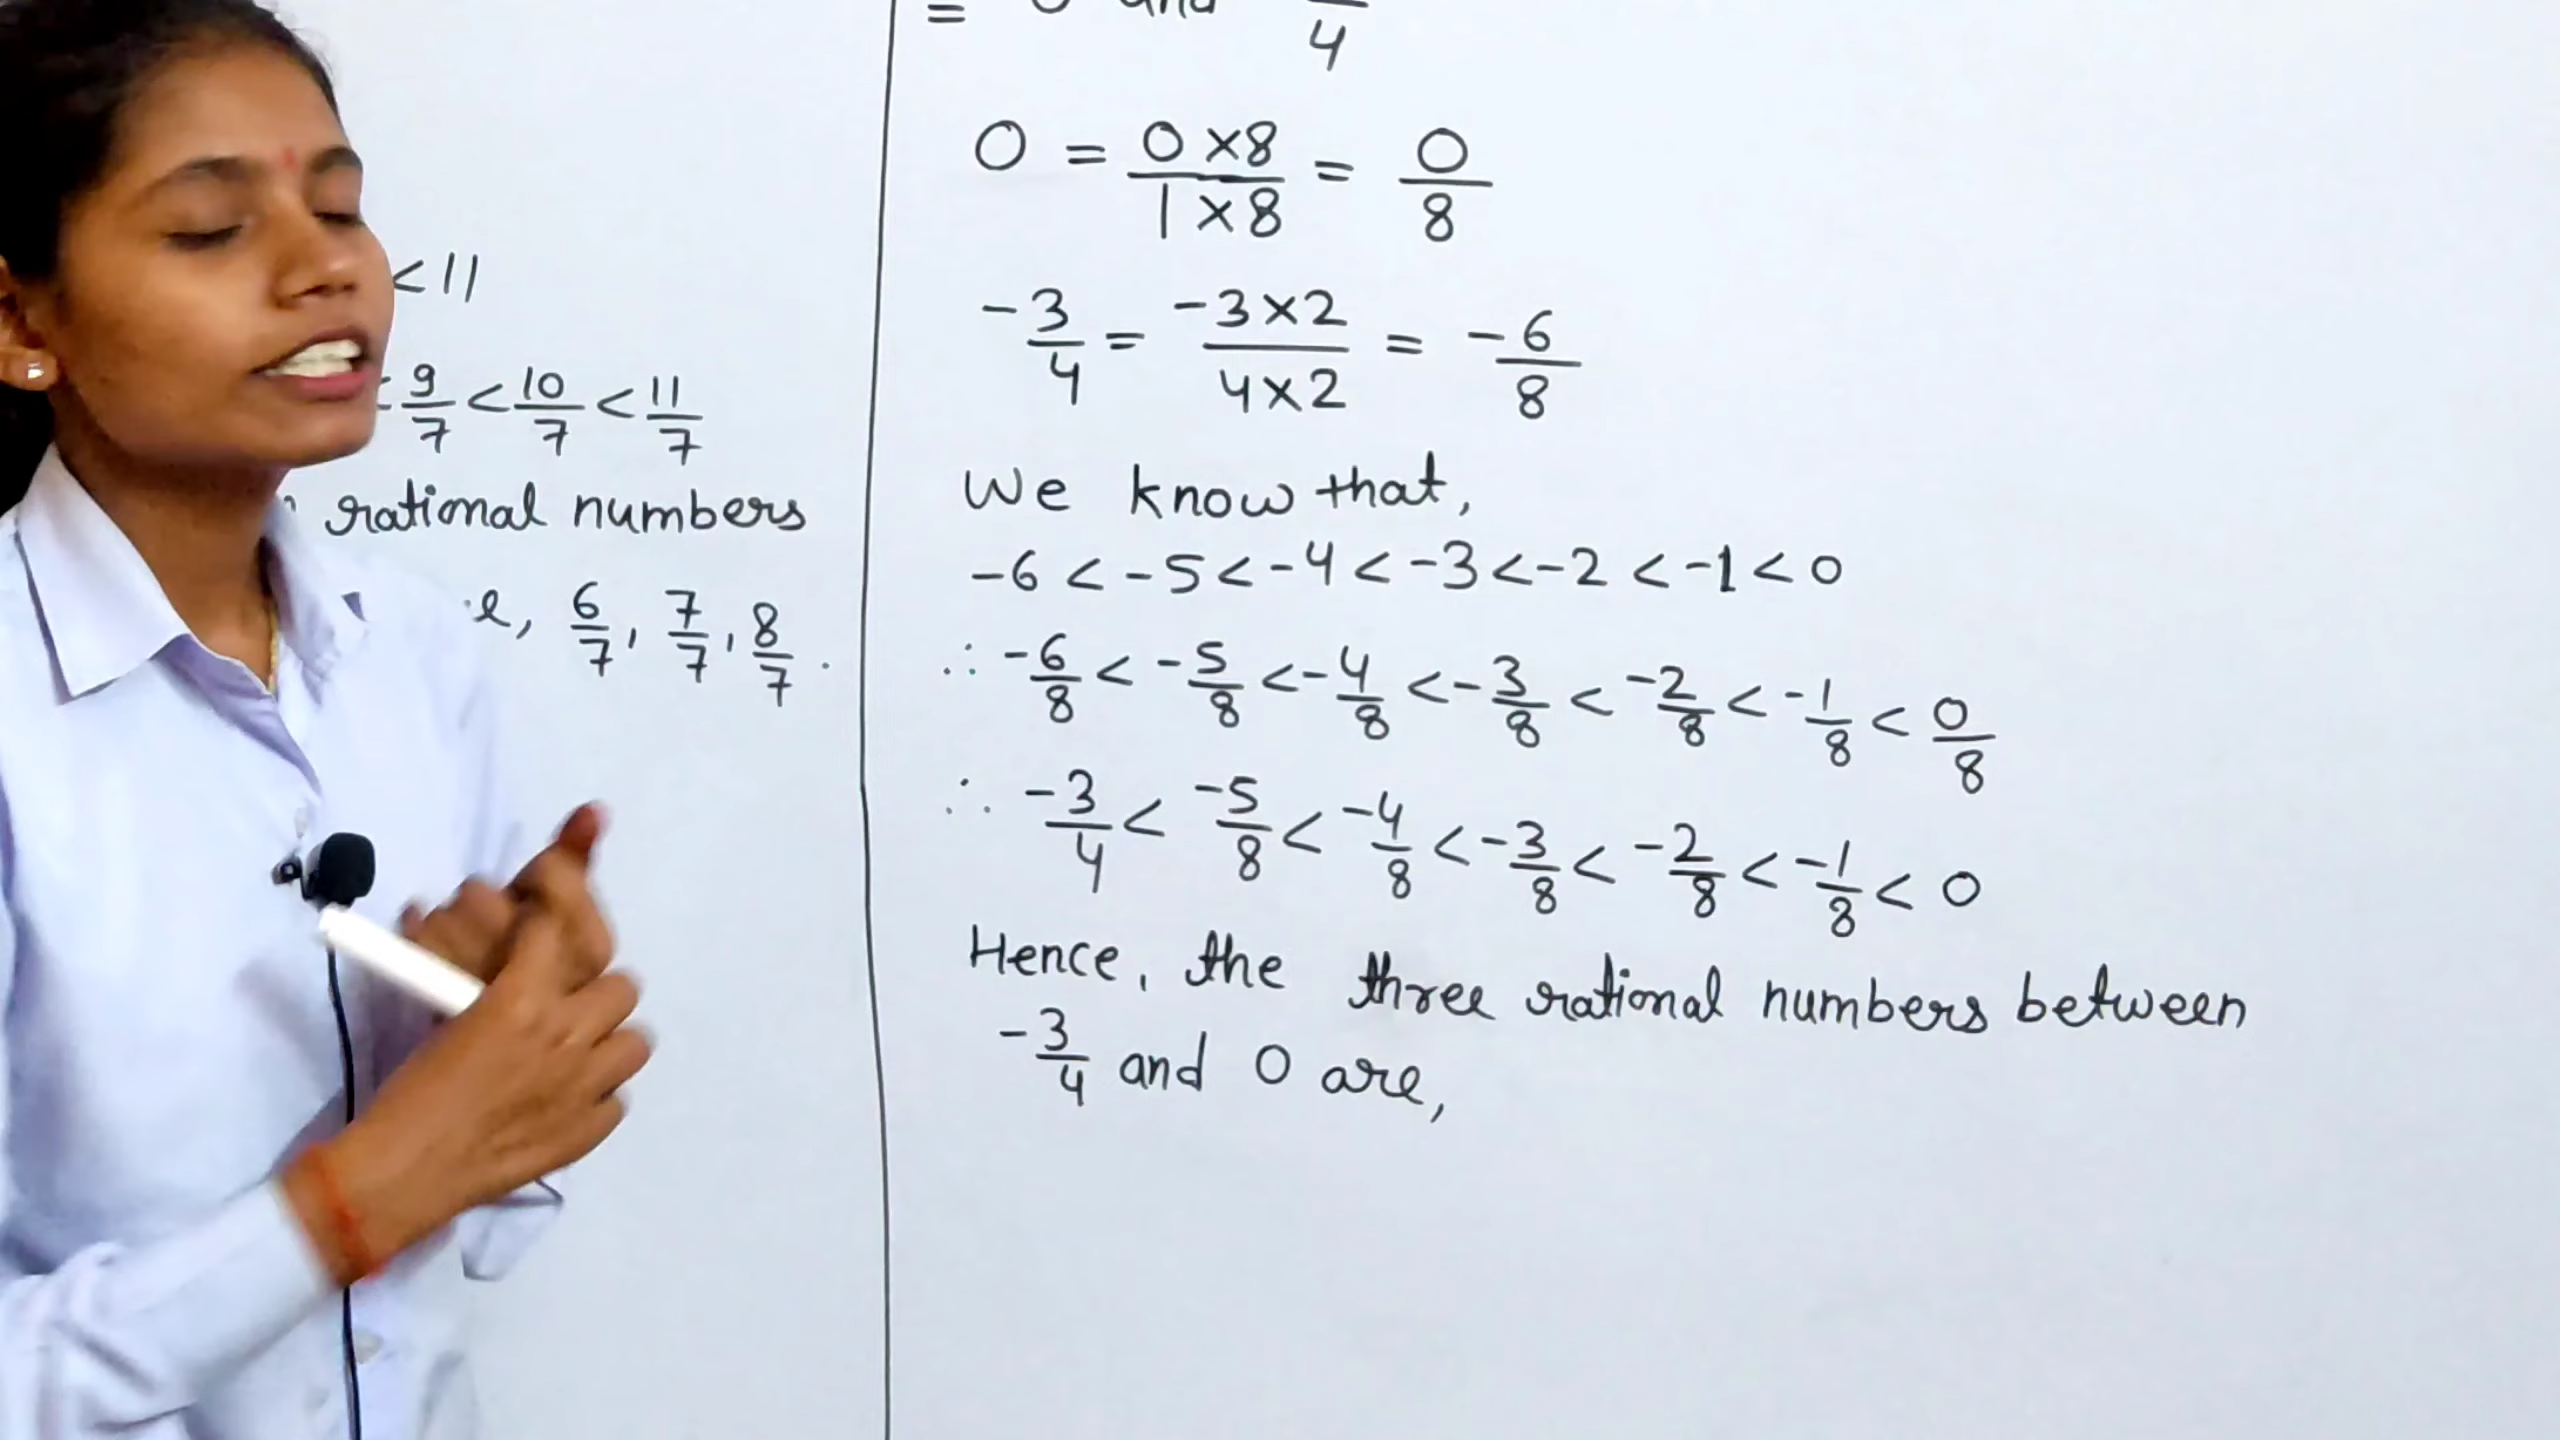 < 11
9/7 < 10/7 < 11/7
rational numbers
6/7, 7/7, 8/7.
= 0 and /4
0 = 0 × 8 / 1 × 8 = 0/8
-3/4 = -3 × 2 / 4 × 2 = -6/8
We know that,
-6 < -5 < -4 < -3 < -2 < -1 < 0
∴ -6/8 < -5/8 < -4/8 < -3/8 < -2/8 < -1/8 < 0/8
∴ -3/4 < -5/8 < -4/8 < -3/8 < -2/8 < -1/8 < 0
Hence, the three rational numbers between
-3/4 and 0 are,